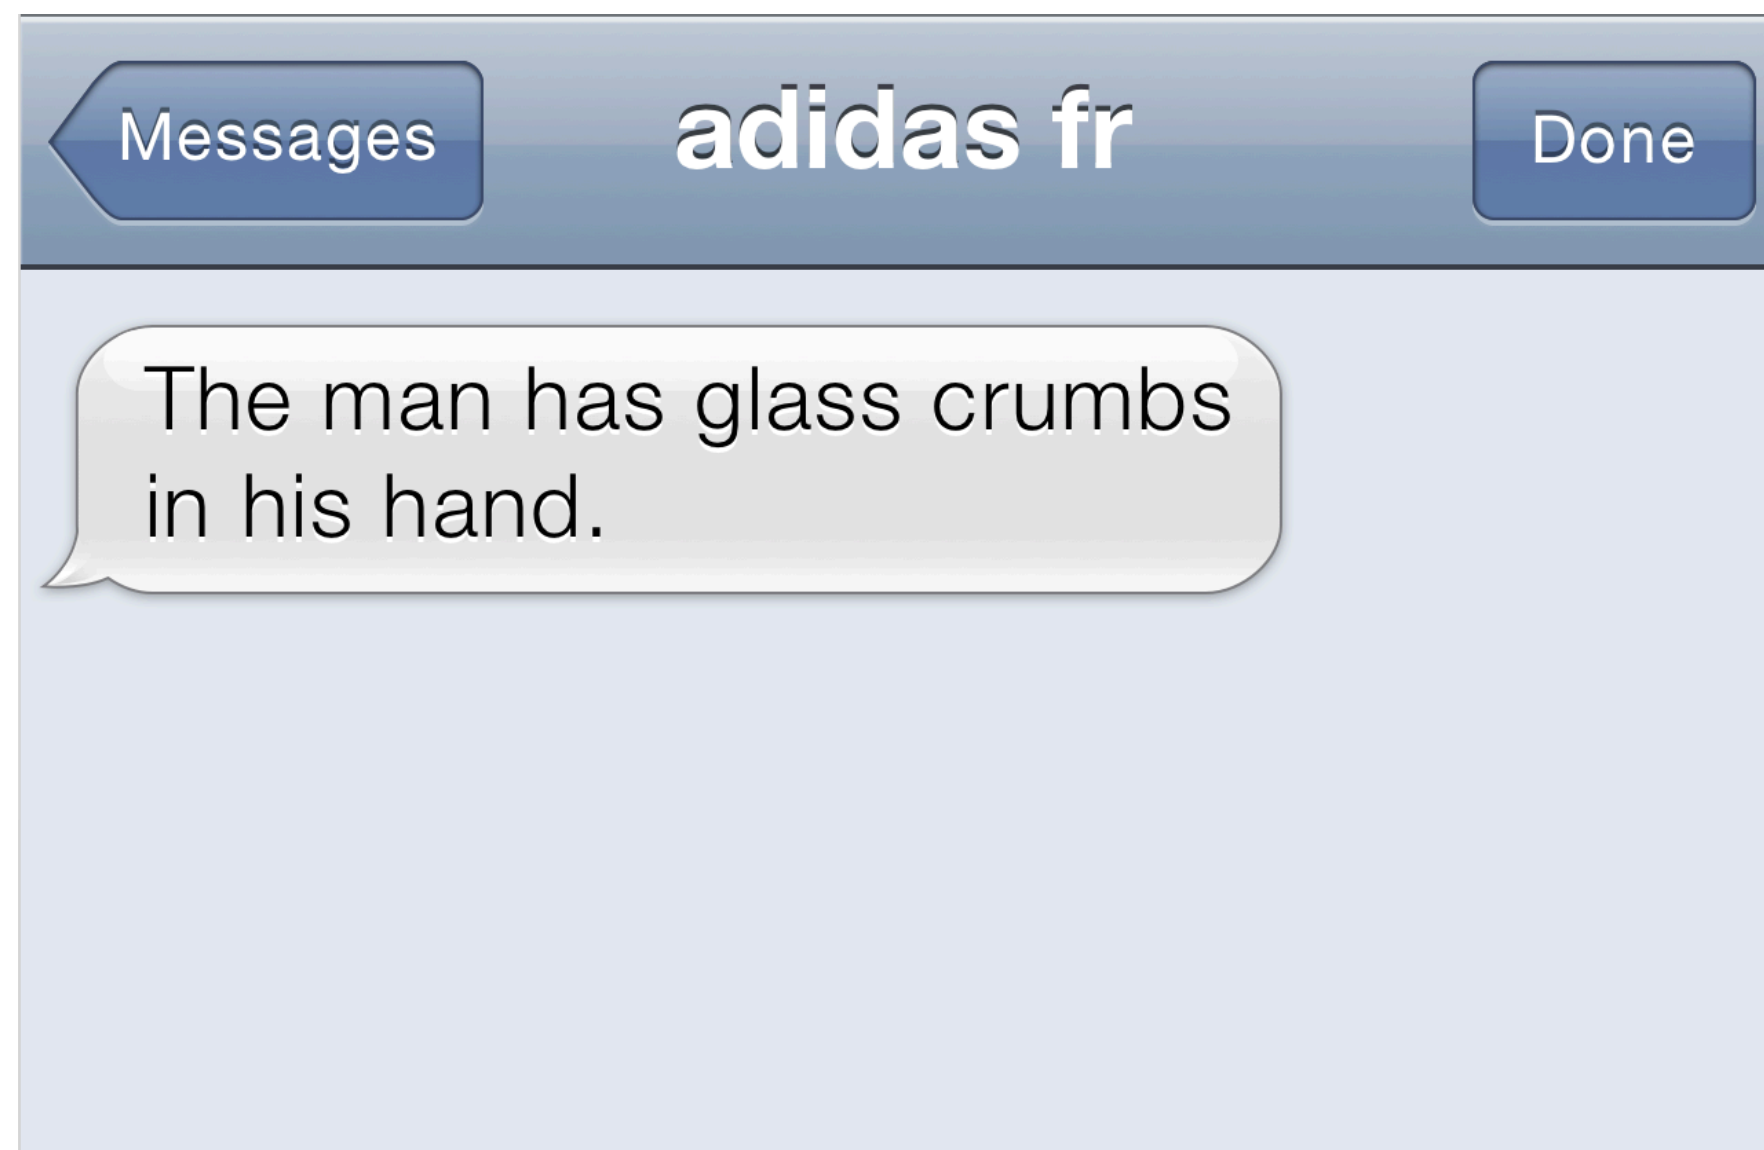 Messages
adidas fr
Done
The man has glass crumbs
in his hand.